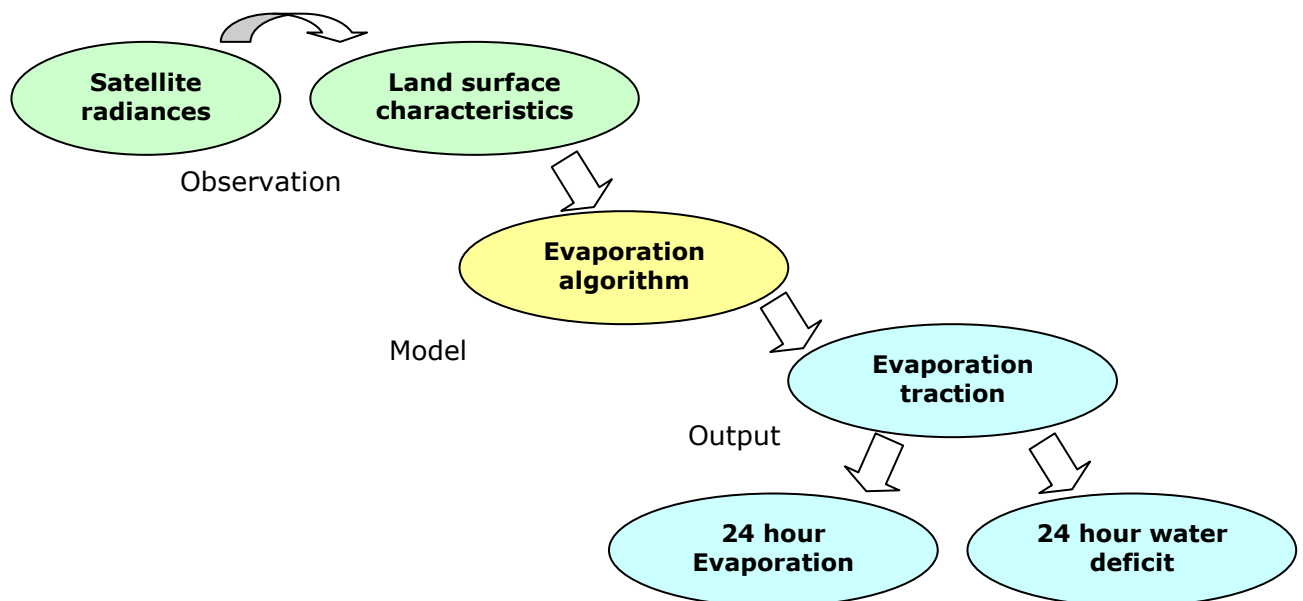 Satellite
radiances
Land surface
characteristics
Observation
Evaporation
algorithm
Model
Evaporation
traction
Output
24 hour
Evaporation
24 hour water
deficit